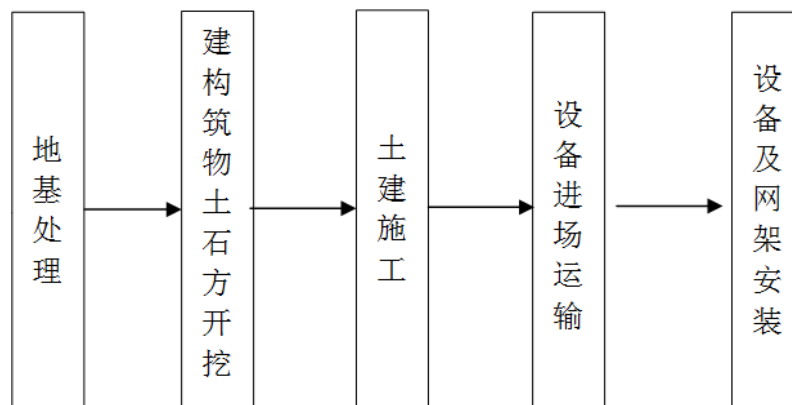 地基处理
建构筑物土石方开挖
土建施工
设备进场运输
设备及网架安装